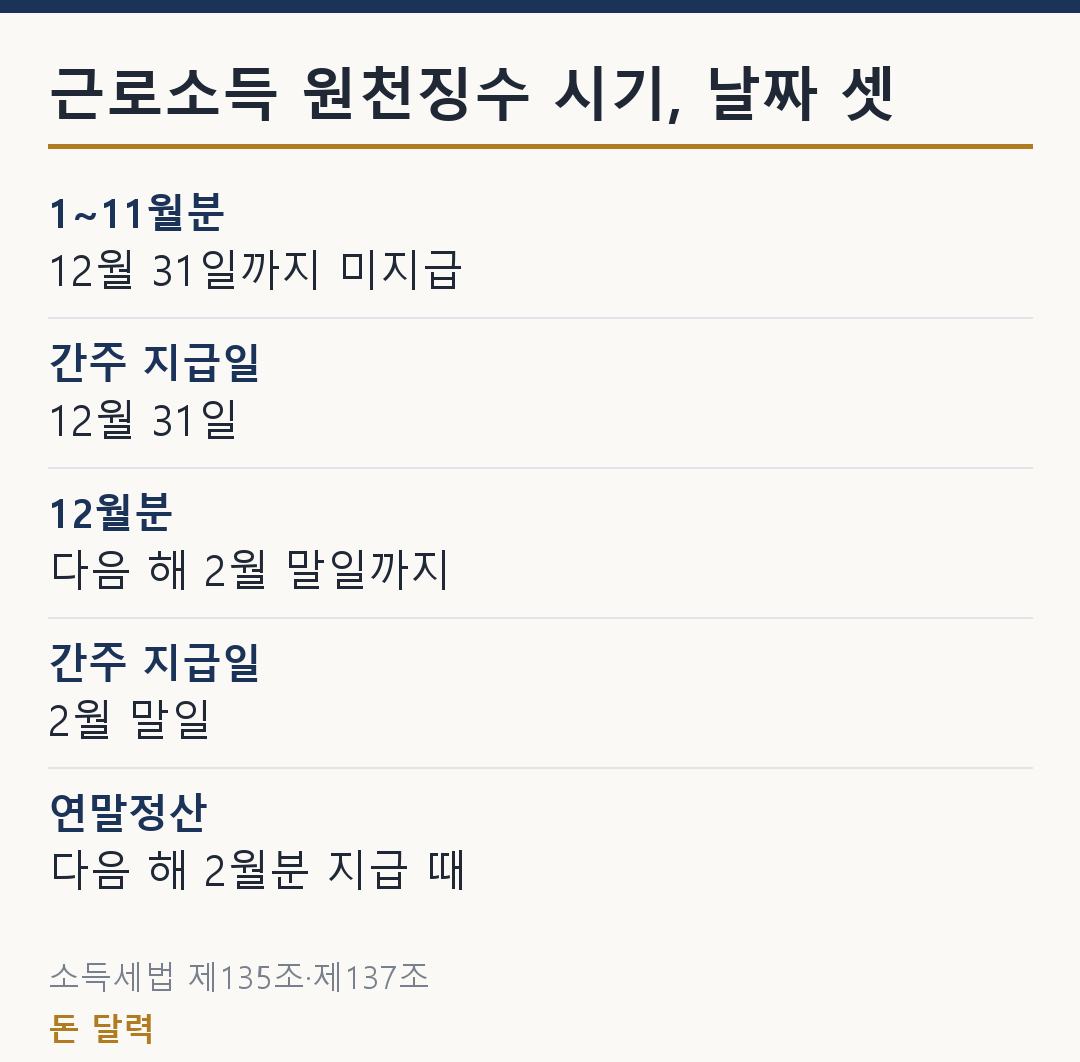 근로소득 원천징수 시기, 날짜 셋
1~11월분
12월 31일까지 미지급
간주 지급일
12월 31일
12월분
다음 해 2월 말일까지
간주 지급일
2월 말일
연말정산
다음 해 2월분 지급 때
소득세법 제135조·제137조
돈 달력